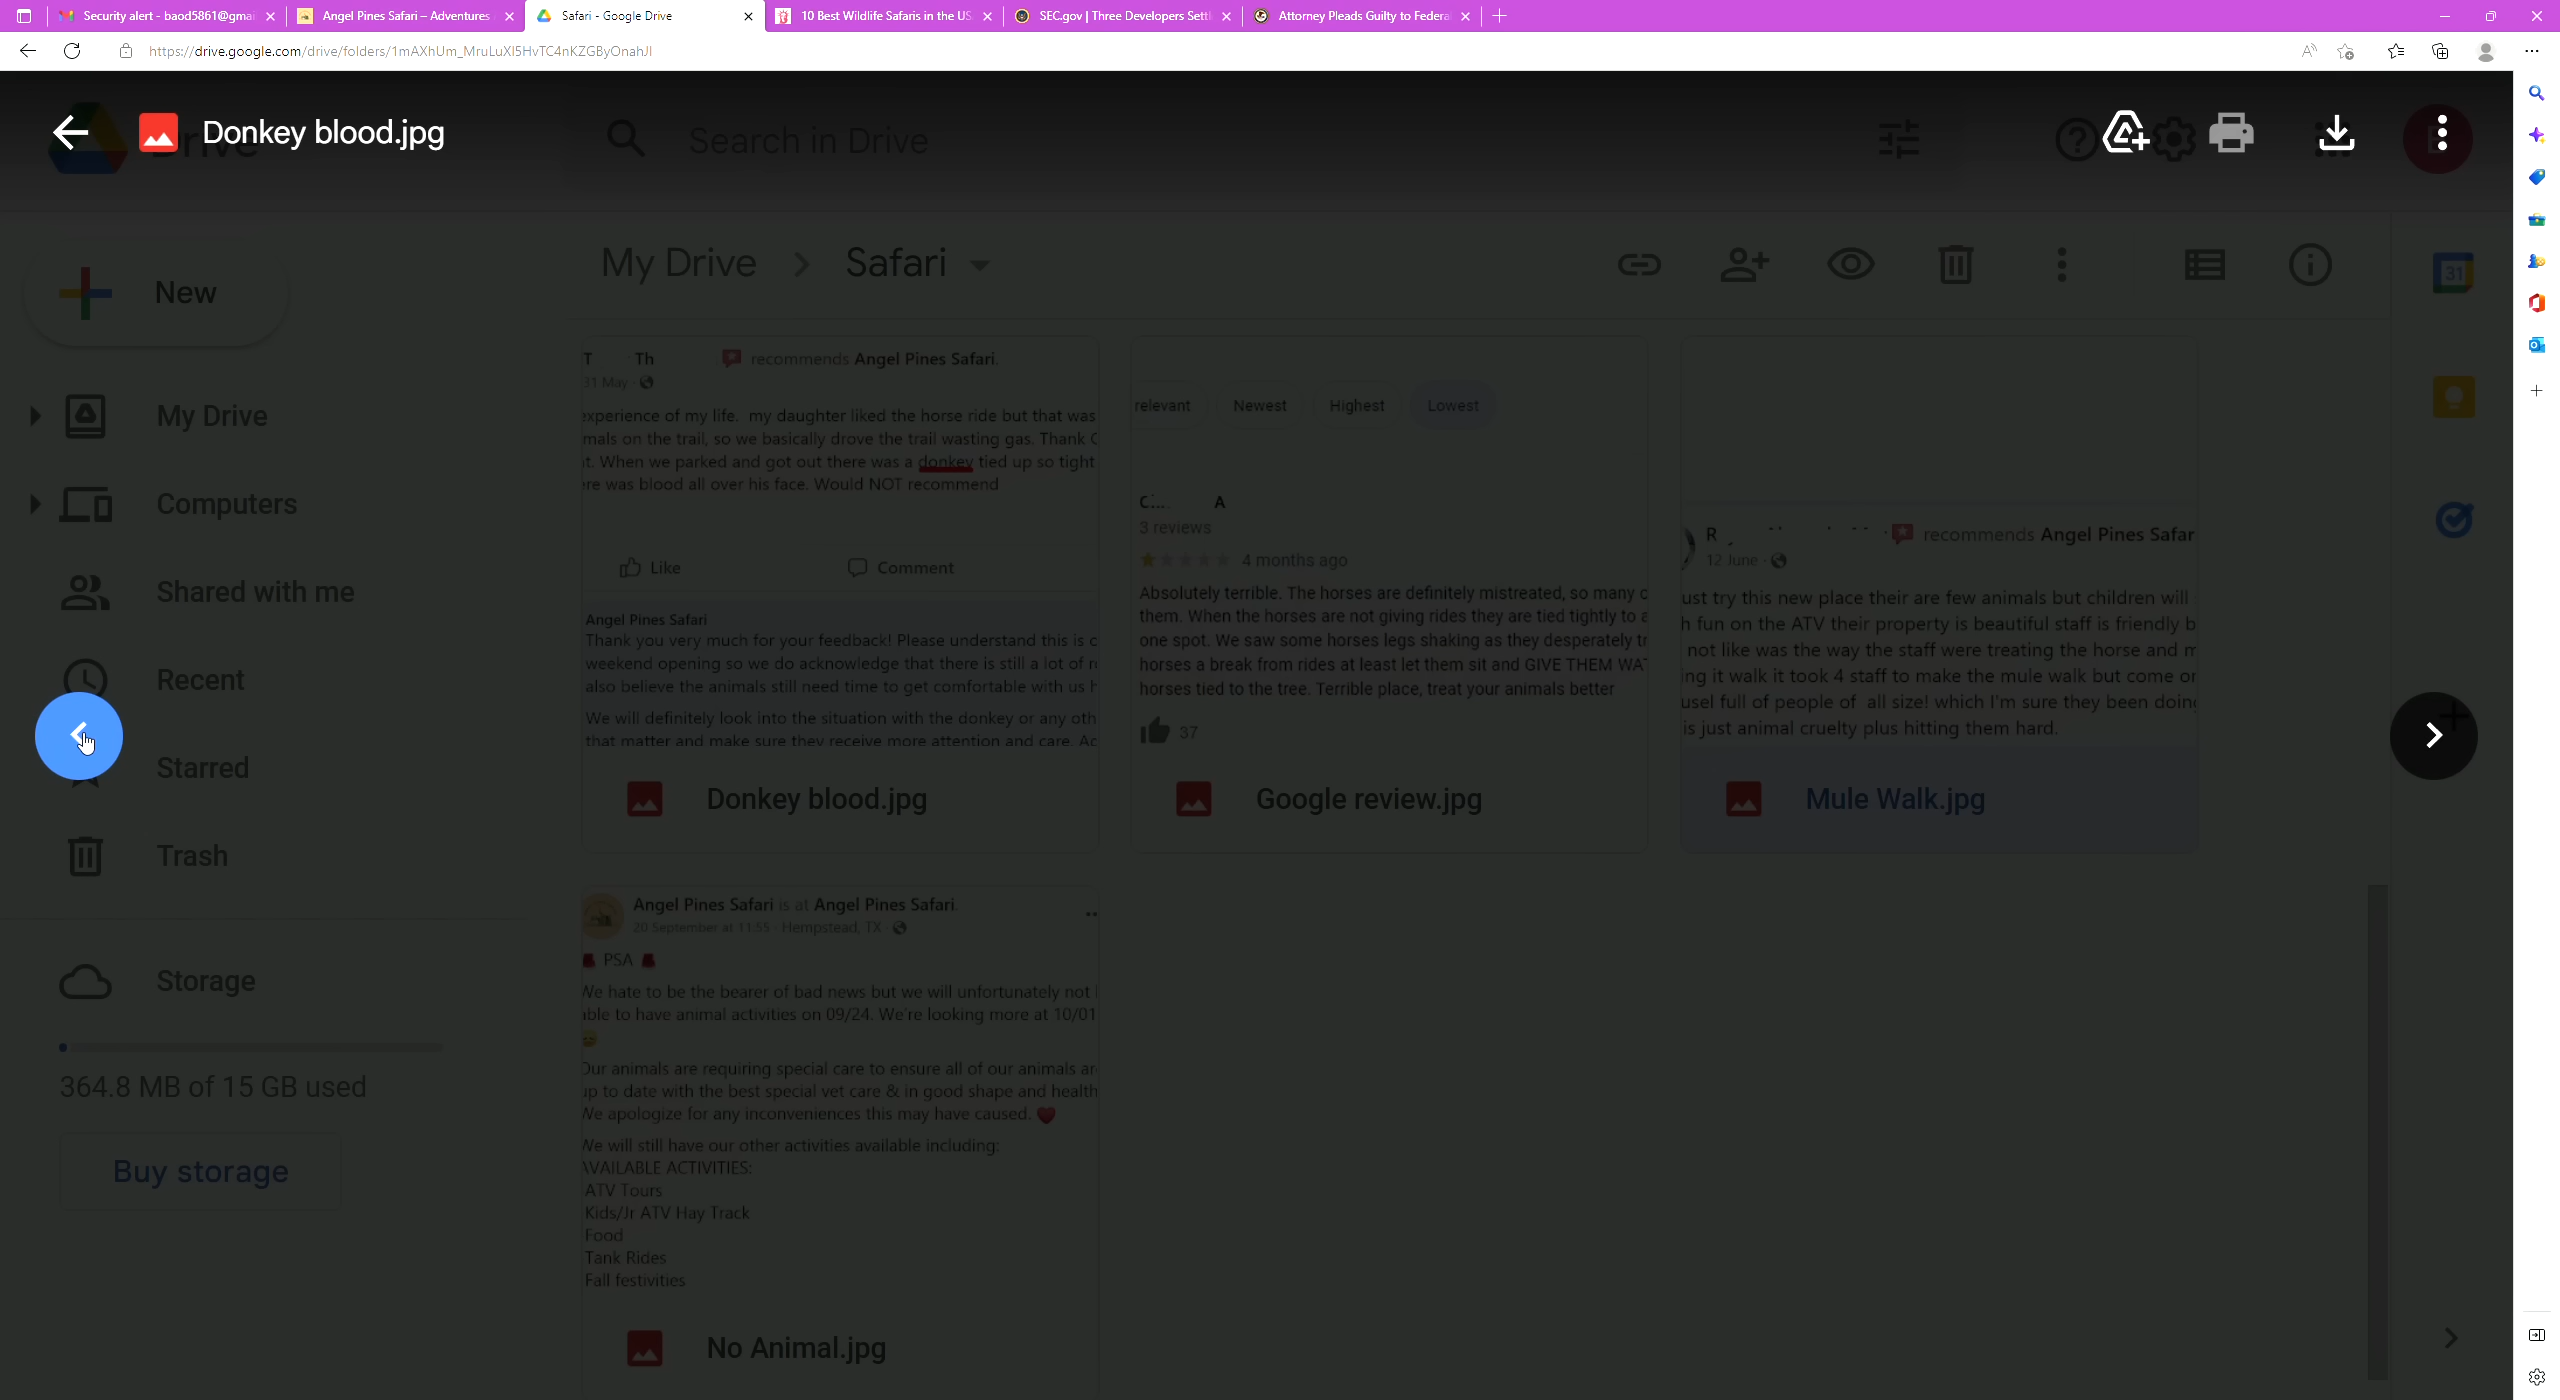 Security alert - baod5861@gmai
Angel Pines Safari – Adventures
Safari - Google Drive
10 Best Wildlife Safaris in the US
SEC.gov | Three Developers Settl
Attorney Pleads Guilty to Federa
https://drive.google.com/drive/folders/1mAXhUm_MruLuXI5HvTC4nKZGByOnahJI
Donkey blood.jpg
Search in Drive
New
My Drive > Safari
My Drive
Computers
Shared with me
Recent
Starred
Trash
Storage
364.8 MB of 15 GB used
Buy storage
T Th recommends Angel Pines Safari.
31 May
experience of my life. my daughter liked the horse ride but that was
mals on the trail, so we basically drove the trail wasting gas. Thank
t. When we parked and got out there was a donkey tied up so tight
ere was blood all over his face. Would NOT recommend
Like Comment
Angel Pines Safari
Thank you very much for your feedback! Please understand this is
weekend opening so we do acknowledge that there is still a lot of
also believe the animals still need time to get comfortable with us
We will definitely look into the situation with the donkey or any oth
that matter and make sure they receive more attention and care.
Donkey blood.jpg
relevant Newest Highest Lowest
C... A
3 reviews
4 months ago
Absolutely terrible. The horses are definitely mistreated, so many
them. When the horses are not giving rides they are tied tightly to
one spot. We saw some horses legs shaking as they desperately
horses a break from rides at least let them sit and GIVE THEM WAT
horses tied to the tree. Terrible place, treat your animals better
37
Google review.jpg
R recommends Angel Pines Safar
12 June
ust try this new place their are few animals but children will
h fun on the ATV their property is beautiful staff is friendly b
not like was the way the staff were treating the horse and m
ing it walk it took 4 staff to make the mule walk but come or
usel full of people of all size! which I'm sure they been doing
is just animal cruelty plus hitting them hard.
Mule Walk.jpg
Angel Pines Safari is at Angel Pines Safari.
20 September at 11:55 · Hempstead, TX
PSA
We hate to be the bearer of bad news but we will unfortunately not
able to have animal activities on 09/24. We're looking more at 10/01
Our animals are requiring special care to ensure all of our animals ar
up to date with the best special vet care & in good shape and health
We apologize for any inconveniences this may have caused.
We will still have our other activities available including:
AVAILABLE ACTIVITIES:
ATV Tours
Kids/Jr ATV Hay Track
Food
Tank Rides
Fall festivities
No Animal.jpg